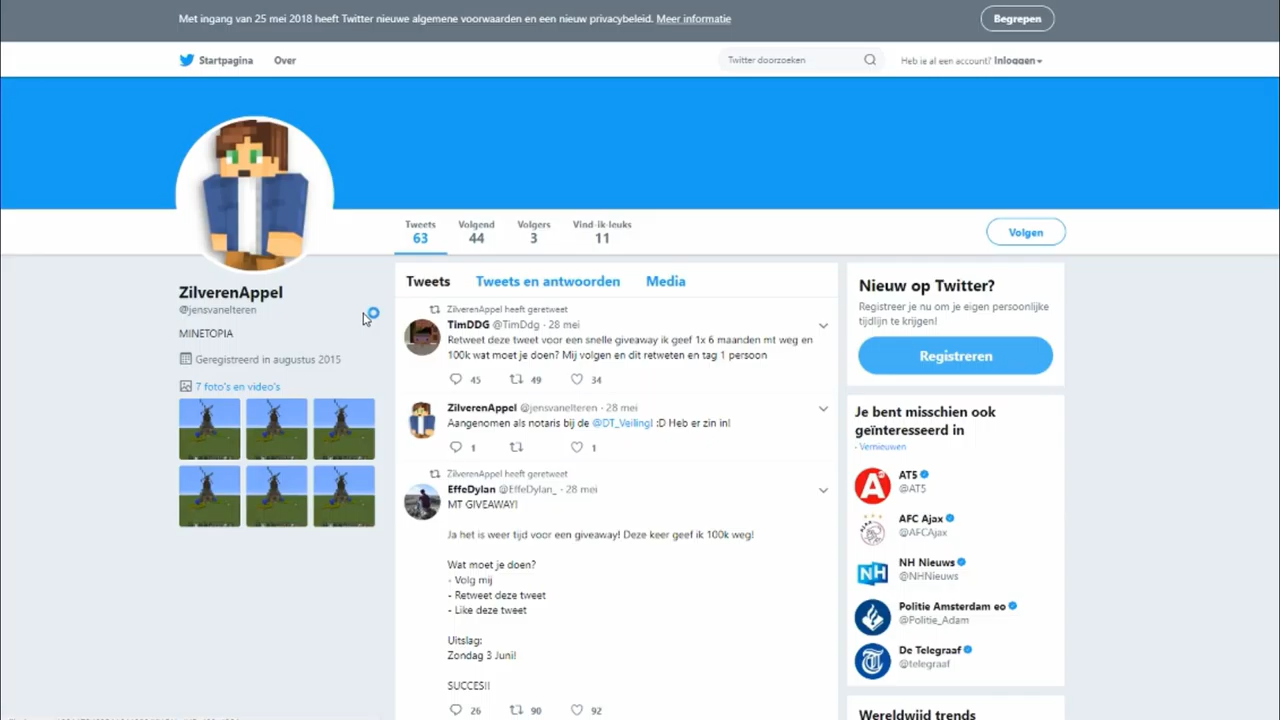 Met ingang van 25 mei 2018 heeft Twitter nieuwe algemene voorwaarden en een nieuw privacybeleid. Meer informatie
Begrepen
Startpagina
Over
Twitter doorzoeken
Heb je al een account? Inloggen
Tweets
63
Volgend
44
Volgers
3
Vind-ik-leuks
11
Volgen
ZilverenAppel
@jensvanelteren
MINETOPIA
Geregistreerd in augustus 2015
7 foto's en video's
Tweets
Tweets en antwoorden
Media
ZilverenAppel heeft geretweet
TimDDG @TimDdg · 28 mei
Retweet deze tweet voor een snelle giveaway ik geef 1x 6 maanden mt weg en
100k wat moet je doen? Mij volgen en dit retweten en tag 1 persoon
45 49 34
ZilverenAppel @jensvanelteren · 28 mei
Aangenomen als notaris bij de @DT_Veiling! :D Heb er zin in!
1 1
ZilverenAppel heeft geretweet
EffeDylan @EffeDylan_ · 28 mei
MT GIVEAWAY!
Ja het is weer tijd voor een giveaway! Deze keer geef ik 100k weg!
Wat moet je doen?
- Volg mij
- Retweet deze tweet
- Like deze tweet
Uitslag:
Zondag 3 Juni!
SUCCES!!
26 90 92
Nieuw op Twitter?
Registreer je nu om je eigen persoonlijke
tijdlijn te krijgen!
Registreren
Je bent misschien ook
geïnteresseerd in
· Vernieuwen
AT5
@AT5
AFC Ajax
@AFCAjax
NH Nieuws
@NHNieuws
Politie Amsterdam eo
@Politie_Adam
De Telegraaf
@telegraaf
Wereldwijd trends